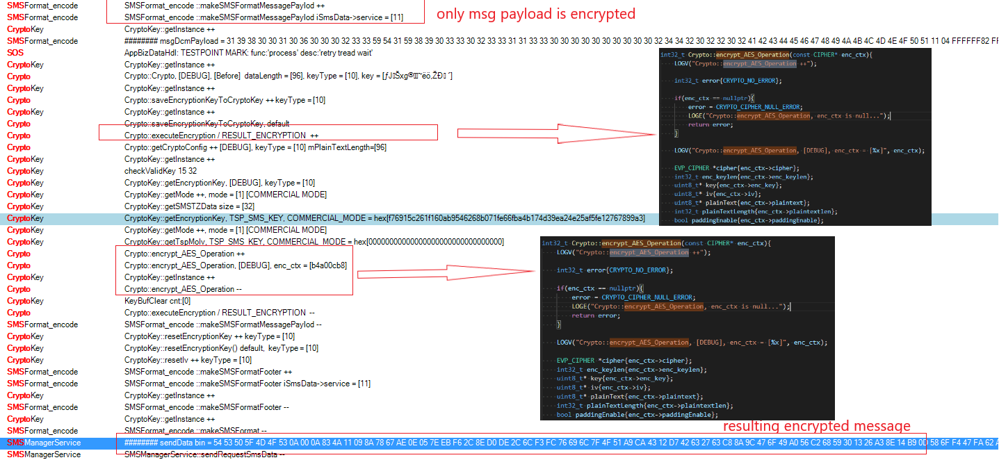 SMSFormat_encode SMSFormat_encode ::makeSMSFormatMessagePaylod ++
SMSFormat_encode SMSFormat_encode ::makeSMSFormatMessagePaylod iSmsData->service = [11]
only msg payload is encrypted
CryptoKey CryptoKey::getInstance ++
SMSFormat_encode ######## msgDcmPayload = 31 39 38 30 30 31 30 36 30 30 30 30 32 33 33 31 54 31 59 38 39 30 30 33 33 30 32 33 33 30 30 30 30 30 30 30 30 30 30 30 32 34 34 32 41 42 43 44 45 46 47 48 49 4A 4B 4C 4D 4E 4F 50 51 11 04 FFFFFF82 FF
SOS AppBizDataHdl: TESTPOINT MARK: func:'process' desc:'retry tread wait'
CryptoKey CryptoKey::getInstance ++
Crypto Crypto::Crypto, [DEBUG], [Before] dataLength = [96], keyType = [10], key =
CryptoKey CryptoKey::getInstance ++
Crypto Crypto::saveEncryptionKeyToCryptoKey ++ keyType = [10]
CryptoKey CryptoKey::getInstance ++
Crypto Crypto::saveEncryptionKeyToCryptoKey, default
Crypto Crypto::executeEncryption / RESULT_ENCRYPTION ++
Crypto Crypto::getCryptoConfig ++ [DEBUG], keyType = [10] mPlainTextLength=[96]
CryptoKey CryptoKey::getInstance ++
CryptoKey checkValidKey 15 32
CryptoKey CryptoKey::getEncryptionKey, [DEBUG], keyType = [10]
CryptoKey CryptoKey::getMode ++, mode = [1] [COMMERCIAL MODE]
CryptoKey CryptoKey::getSMSTZData size = [32]
CryptoKey CryptoKey::getEncryptionKey, TSP_SMS_KEY, COMMERCIAL_MODE = hex[f76915c261f160ab9546268b071fe66fba4b174d39ea24e25af5fe12767899a3]
CryptoKey CryptoKey::getMode ++, mode = [1] [COMMERCIAL MODE]
CryptoKey CryptoKey::getTspMoIv, TSP_SMS_KEY, COMMERCIAL_MODE = hex[00000000000000000000000000000000]
Crypto Crypto::encrypt_AES_Operation ++
Crypto Crypto::encrypt_AES_Operation, [DEBUG], enc_ctx = [b4a00cb8]
CryptoKey CryptoKey::getInstance ++
Crypto Crypto::encrypt_AES_Operation --
CryptoKey KeyBufClear cnt:[0]
Crypto Crypto::executeEncryption / RESULT_ENCRYPTION --
SMSFormat_encode SMSFormat_encode ::makeSMSFormatMessagePaylod --
CryptoKey CryptoKey::resetEncryptionKey ++ keyType = [10]
CryptoKey CryptoKey::resetEncryptionKey() default, keyType = [10]
CryptoKey CryptoKey::resetIv ++ keyType = [10]
SMSFormat_encode SMSFormat_encode ::makeSMSFormatFooter ++
SMSFormat_encode SMSFormat_encode ::makeSMSFormatFooter iSmsData->service = [11]
CryptoKey CryptoKey::getInstance ++
SMSFormat_encode SMSFormat_encode ::makeSMSFormatFooter --
CryptoKey CryptoKey::getInstance ++
SMSFormat_encode SMSFormat_encode ::makeSMSFormat --
SMSManagerService ######## sendData bin = 54 53 50 5F 4D 4F 53 0A 00 0A 83 4A 11 09 8A 78 67 AE 0E 05 7E EB F6 2C 8E D0 DE 2C 6C F3 FC 76 69 6C 7F 4F 51 A9 CA 43 12 D7 42 63 27 63 C8 8A 9C 47 6F 49 A0 56 C2 68 59 30 13 26 A3 8E 14 B9 0D 58 6F F4 47 FA 62
SMSManagerService SMSManagerService::sendRequestSmsData --
int32_t Crypto::encrypt_AES_Operation(const CIPHER* enc_ctx){
LOGV("Crypto::encrypt_AES_Operation ++");
int32_t error{CRYPTO_NO_ERROR};
if(enc_ctx == nullptr){
error = CRYPTO_CIPHER_NULL_ERROR;
LOGE("Crypto::encrypt_AES_Operation, enc_ctx is null...");
return error;
}
LOGV("Crypto::encrypt_AES_Operation, [DEBUG], enc_ctx = [%x]", enc_ctx);
EVP_CIPHER *cipher{enc_ctx->cipher};
int32_t enc_keylen{enc_ctx->enc_keylen};
uint8_t* key{enc_ctx->enc_key};
uint8_t* iv{enc_ctx->iv};
uint8_t* plainText{enc_ctx->plaintext};
int32_t plainTextLength{enc_ctx->plaintextlen};
bool paddingEnable{enc_ctx->paddingEnable};
int32_t Crypto::encrypt_AES_Operation(const CIPHER* enc_ctx){
LOGV("Crypto::encrypt_AES_Operation ++");
int32_t error{CRYPTO_NO_ERROR};
if(enc_ctx == nullptr){
error = CRYPTO_CIPHER_NULL_ERROR;
LOGE("Crypto::encrypt_AES_Operation, enc_ctx is null...");
return error;
}
LOGV("Crypto::encrypt_AES_Operation, [DEBUG], enc_ctx = [%x]", enc_ctx);
EVP_CIPHER *cipher{enc_ctx->cipher};
int32_t enc_keylen{enc_ctx->enc_keylen};
uint8_t* key{enc_ctx->enc_key};
uint8_t* iv{enc_ctx->iv};
uint8_t* plainText{enc_ctx->plaintext};
int32_t plainTextLength{enc_ctx->plaintextlen};
bool paddingEnable{enc_ctx->paddingEnable};
resulting encrypted message